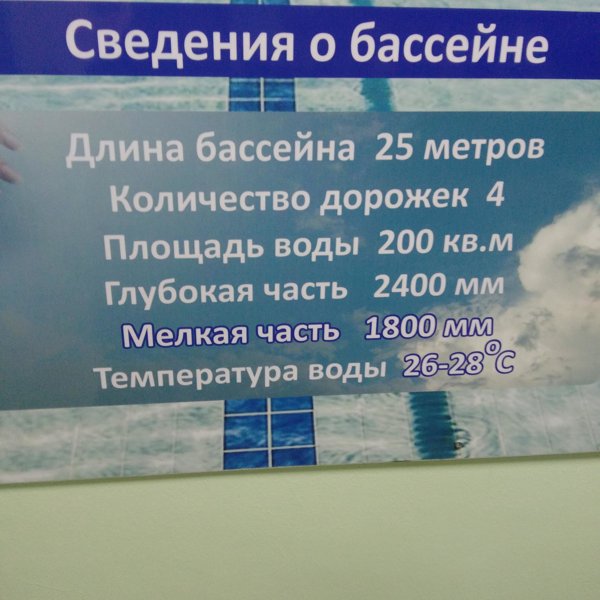 Сведения о бассейне
Длина бассейна 25 метров
Количество дорожек 4
Площадь воды 200 кв.м
Глубокая часть 2400 мм
Мелкая часть 1800 мм
Температура воды 26-28°С